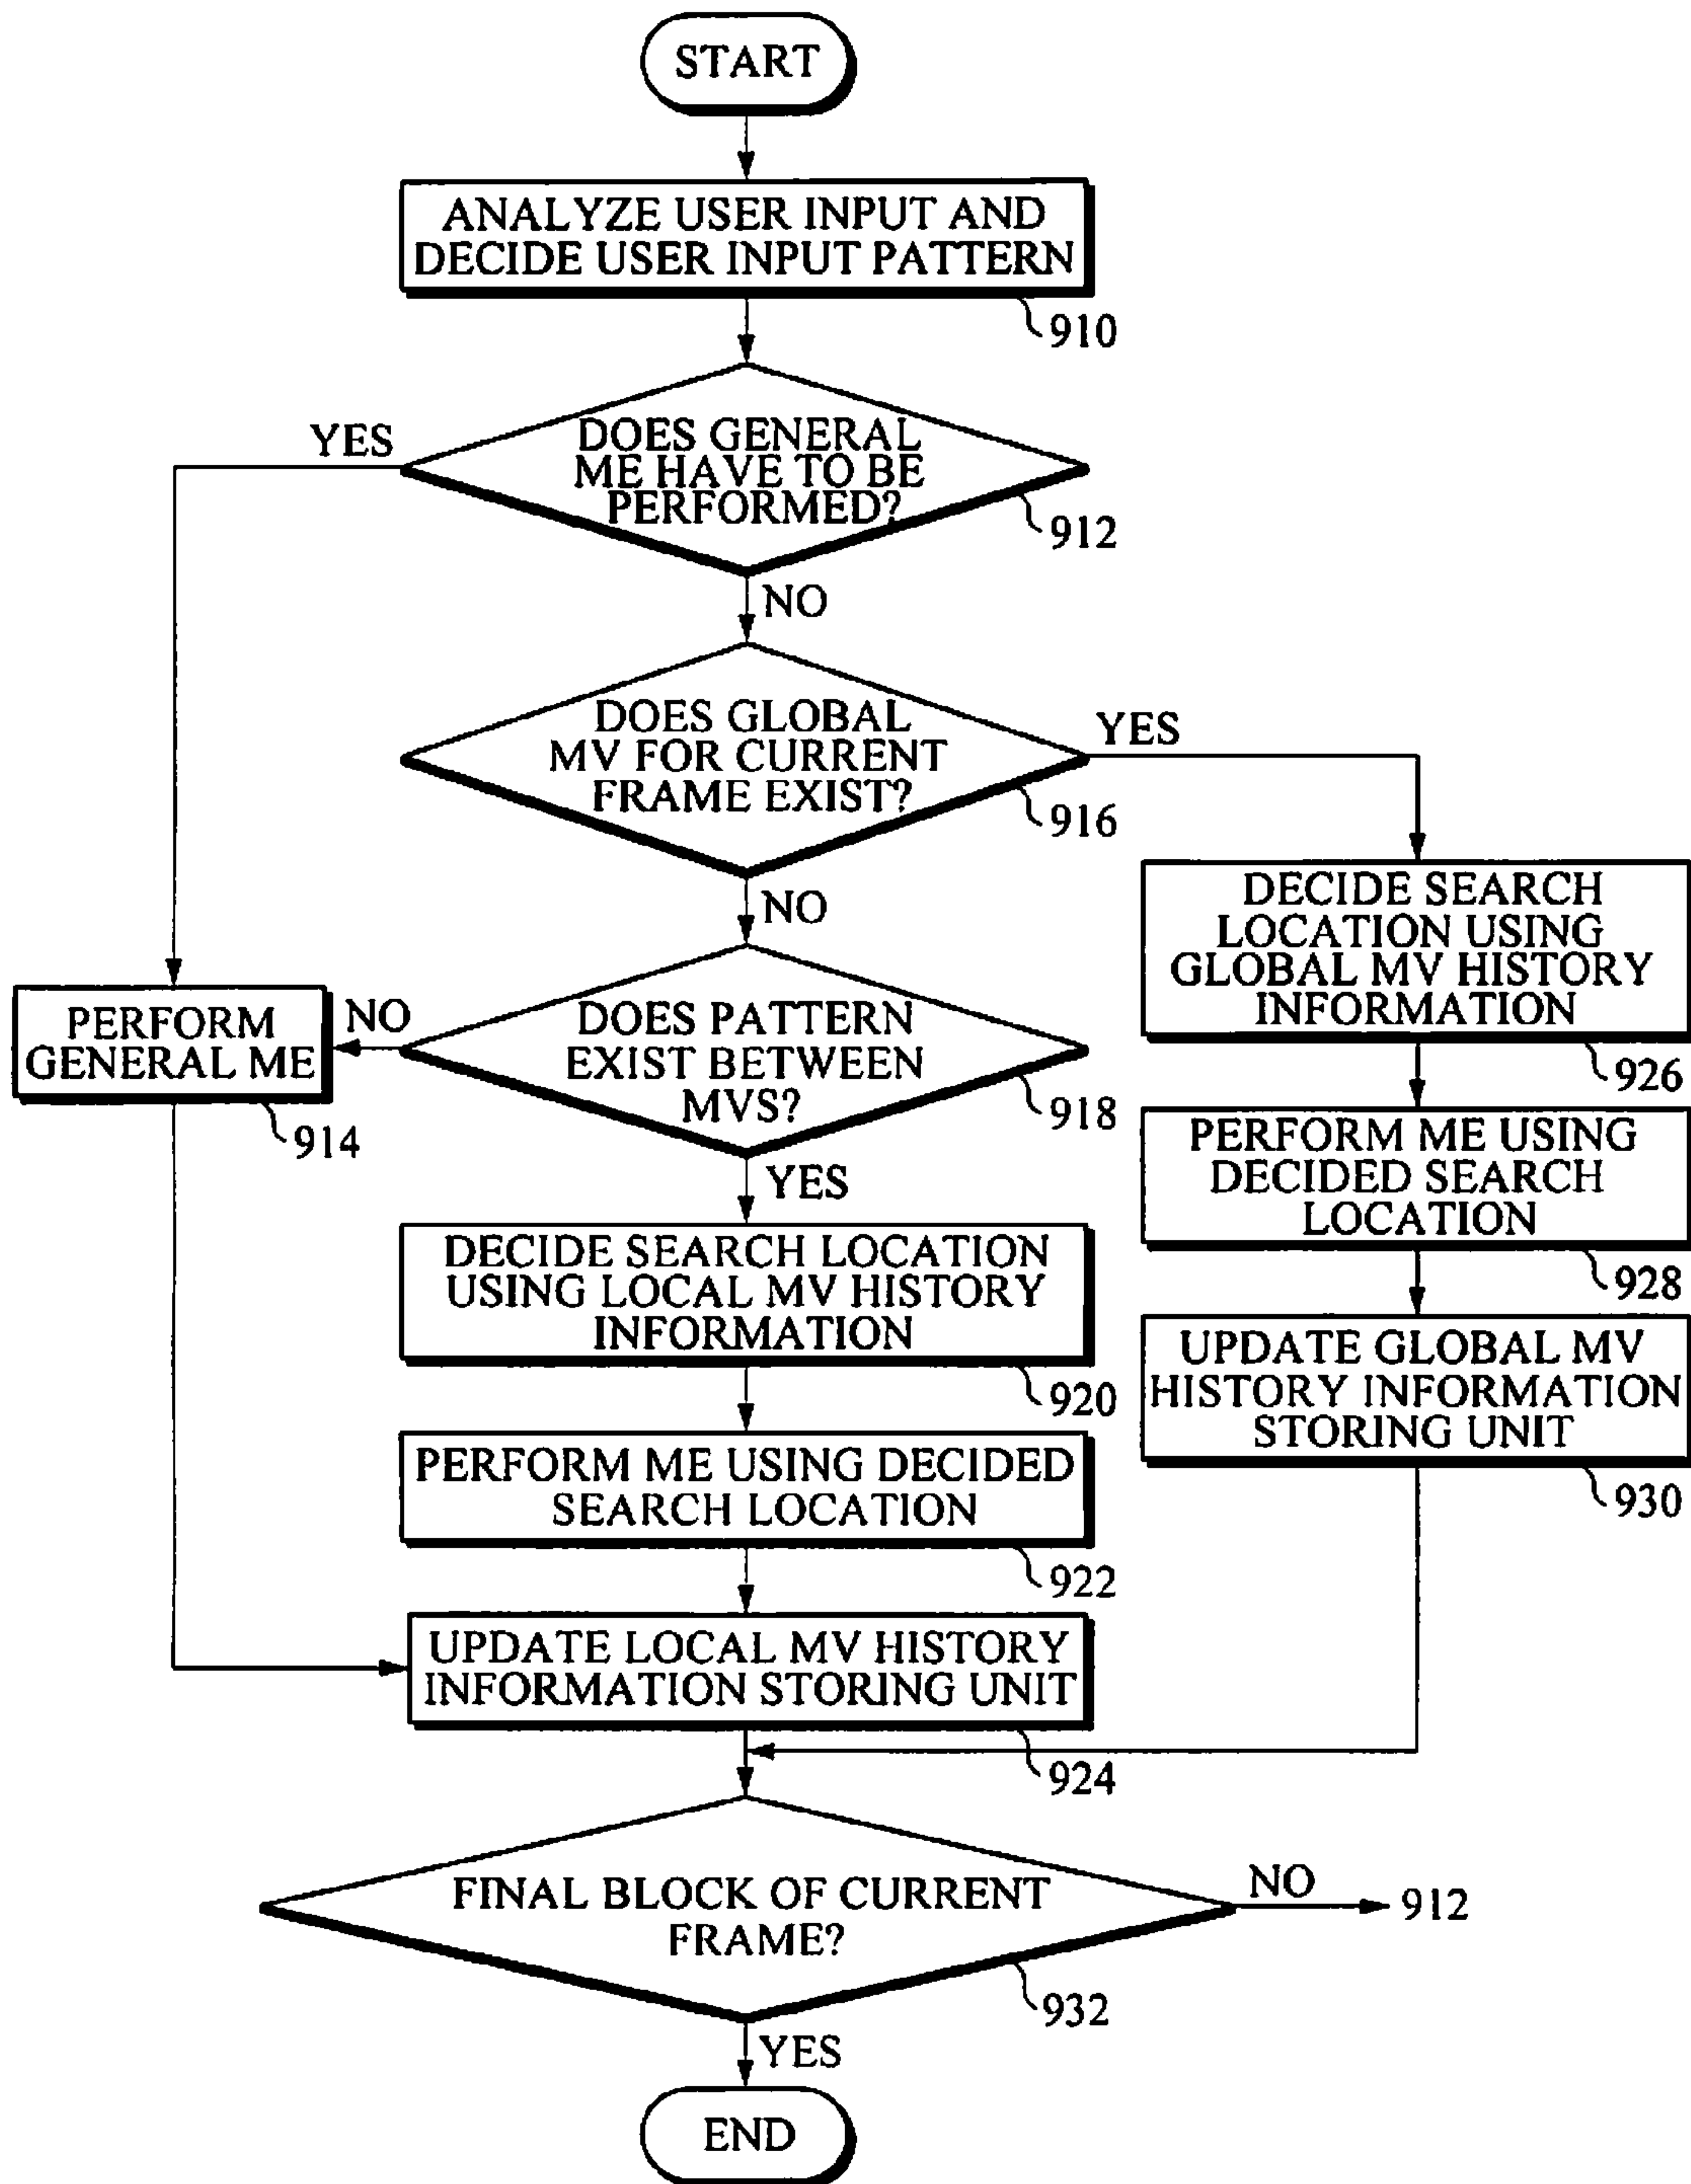 START
ANALYZE USER INPUT AND
DECIDE USER INPUT PATTERN
910
YES
DOES GENERAL
ME HAVE TO BE
PERFORMED?
912
NO
DOES GLOBAL
MV FOR CURRENT
FRAME EXIST?
YES
916
NO
DECIDE SEARCH
LOCATION USING
GLOBAL MV HISTORY
INFORMATION
926
PERFORM
GENERAL ME
914
NO
DOES PATTERN
EXIST BETWEEN
MVS?
918
YES
PERFORM ME USING
DECIDED SEARCH
LOCATION
928
DECIDE SEARCH LOCATION
USING LOCAL MV HISTORY
INFORMATION
920
UPDATE GLOBAL MV
HISTORY INFORMATION
STORING UNIT
930
PERFORM ME USING DECIDED
SEARCH LOCATION
922
UPDATE LOCAL MV HISTORY
INFORMATION STORING UNIT
924
FINAL BLOCK OF CURRENT
FRAME?
NO
912
932
YES
END